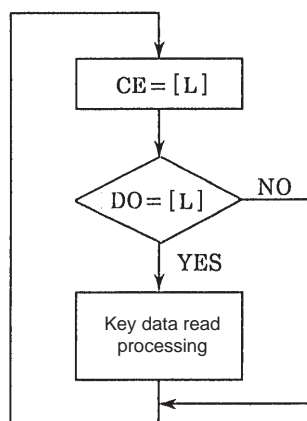 CE = [L]
DO = [L]
NO
YES
Key data read
processing